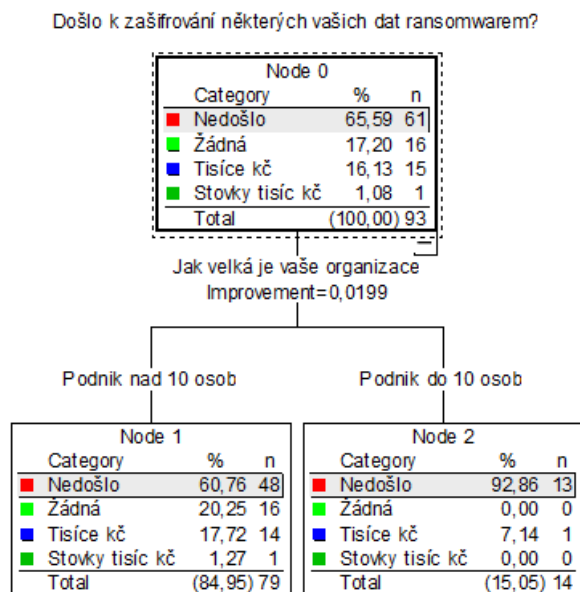 Došlo k zašifrování některých vašich dat ransomwarem?
Node 0
Category % n
Nedošlo 65,59 61
Žádná 17,20 16
Tisíce kč 16,13 15
Stovky tisíc kč 1,08 1
Total (100,00) 93
Jak velká je vaše organizace
Improvement=0,0199
Podnik nad 10 osob
Podnik do 10 osob
Node 1
Category % n
Nedošlo 60,76 48
Žádná 20,25 16
Tisíce kč 17,72 14
Stovky tisíc kč 1,27 1
Total (84,95) 79
Node 2
Category % n
Nedošlo 92,86 13
Žádná 0,00 0
Tisíce kč 7,14 1
Stovky tisíc kč 0,00 0
Total (15,05) 14